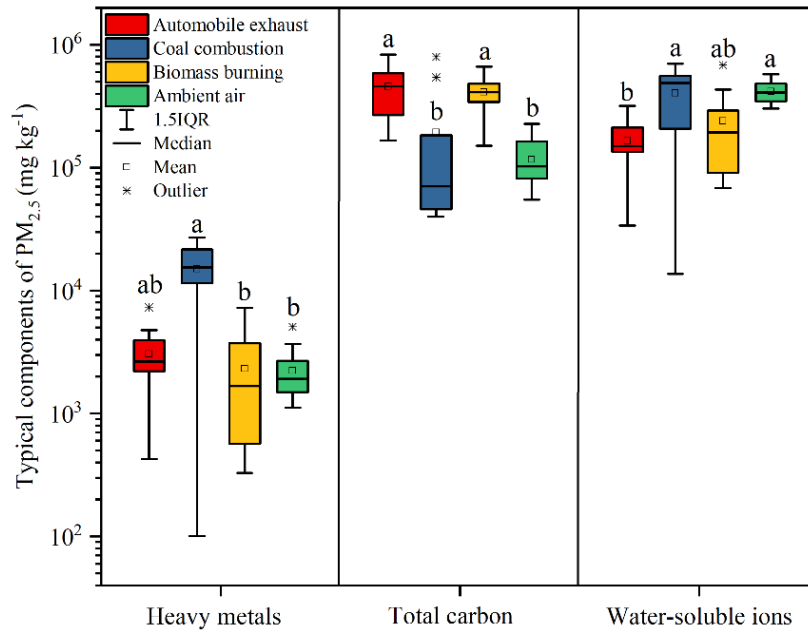 Automobile exhaust
Coal combustion
Biomass burning
Ambient air
1.5IQR
Median
Mean
Outlier
Typical components of PM2.5 (mg kg-1)
10^6
10^5
10^4
10^3
10^2
ab
a
b
b
a
b
a
b
b
a
ab
a
Heavy metals
Total carbon
Water-soluble ions